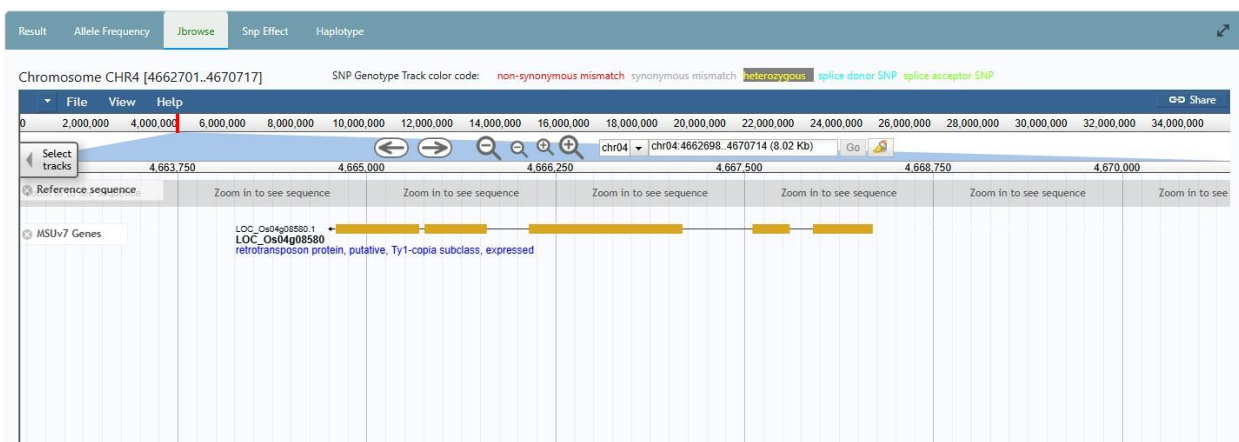 Result Allele Frequency Jbrowse Snp Effect Haplotype
Chromosome CHR4 [4662701..4670717] SNP Genotype Track color code: non-synonymous mismatch synonymous mismatch heterozygous splice donor SNP splice acceptor SNP
File View Help Share
0 2,000,000 4,000,000 6,000,000 8,000,000 10,000,000 12,000,000 14,000,000 16,000,000 18,000,000 20,000,000 22,000,000 24,000,000 26,000,000 28,000,000 30,000,000 32,000,000 34,000,000
Select tracks
chr04 chr04:4662698..4670714 (8.02 Kb) Go
4,663,750 4,665,000 4,666,250 4,667,500 4,668,750 4,670,000
Reference sequence Zoom in to see sequence Zoom in to see sequence Zoom in to see sequence Zoom in to see sequence Zoom in to see sequence Zoom in to see
MSUv7 Genes
LOC_Os04g08580.1
LOC_Os04g08580
retrotransposon protein, putative, Ty1-copia subclass, expressed